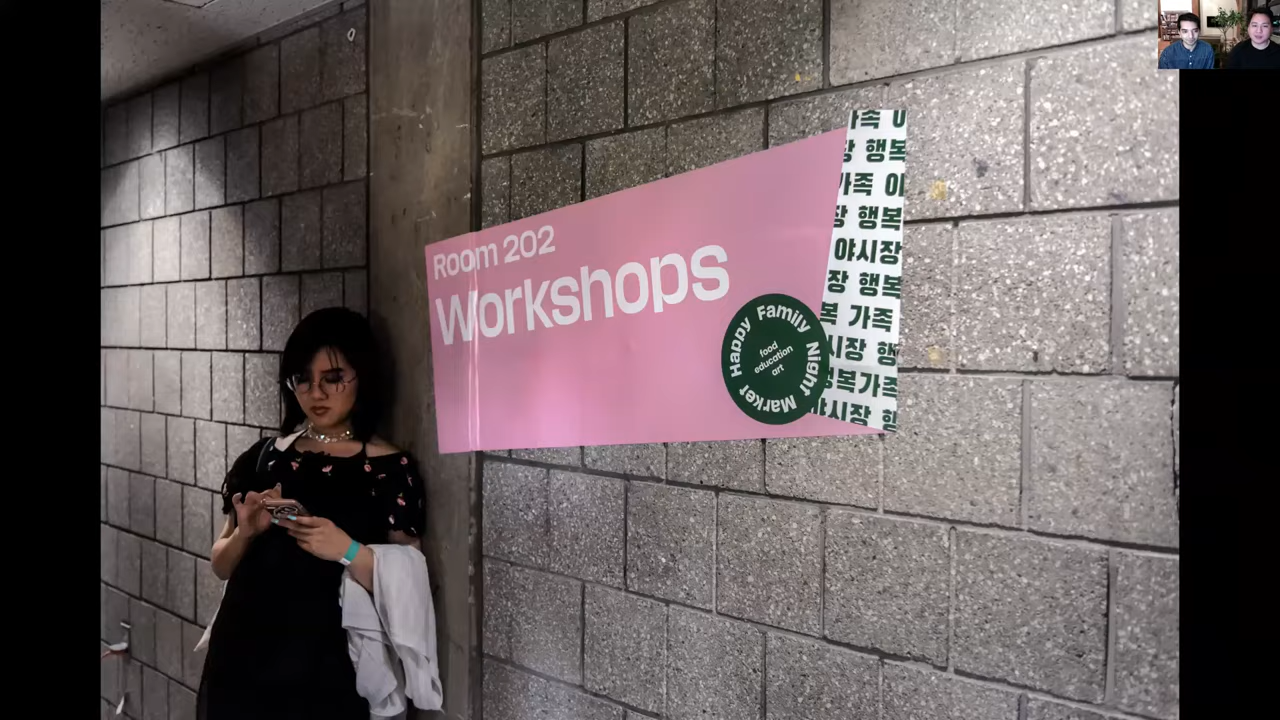 Room 202
Workshops
Happy Family Night Market
food
education
art
가족
장 행복
가족
장 행복
야시장
장 행복
복 가족
시장 행
행복가족
야시장 행